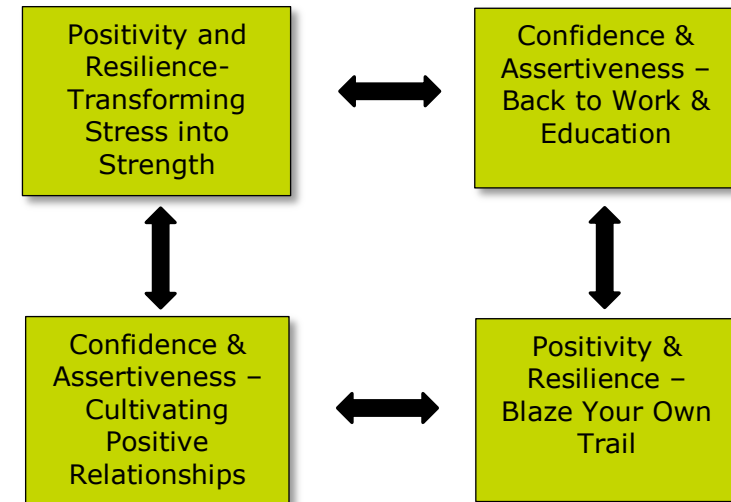 Positivity and
Resilience-
Transforming
Stress into
Strength
Confidence &
Assertiveness –
Back to Work &
Education
Confidence &
Assertiveness –
Cultivating
Positive
Relationships
Positivity &
Resilience –
Blaze Your Own
Trail